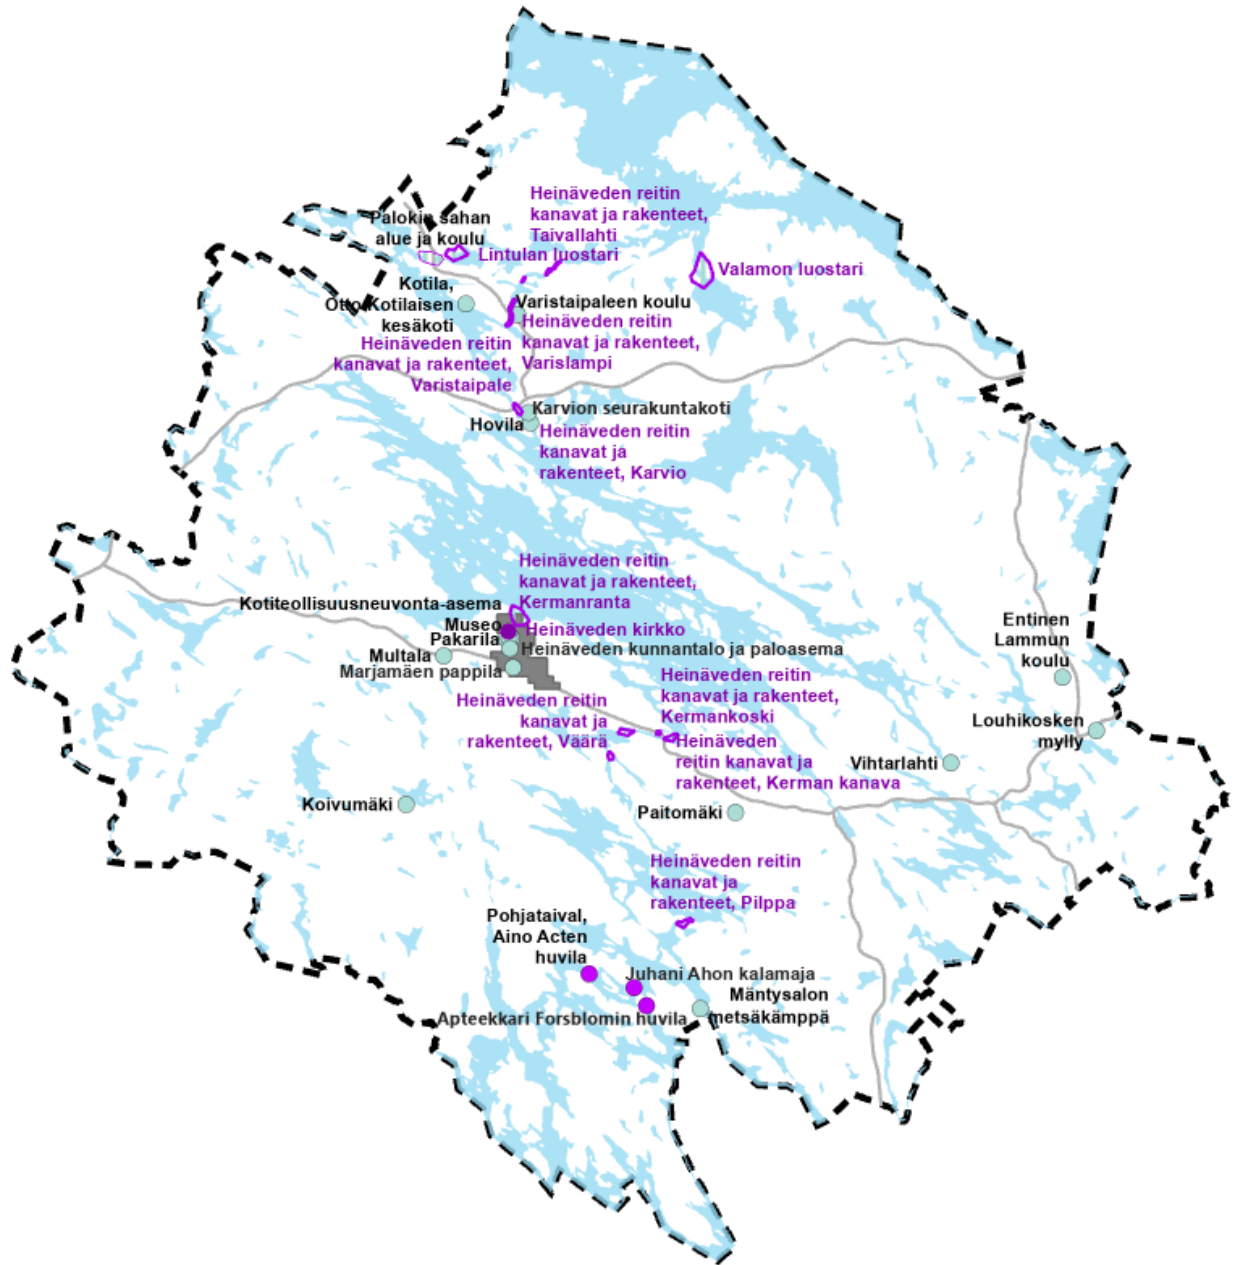 Heinäveden reitin
kanavat ja rakenteet,
Taivallahti
Palokin sahan
alue ja koulu
Lintulan luostari
Valamon luostari
Kotila,
Otto Kotilaisen
kesäkoti
Varistaipaleen koulu
Heinäveden reitin
kanavat ja rakenteet,
Varislampi
Heinäveden reitin
kanavat ja rakenteet,
Varistaipale
Karvion seurakuntakoti
Hovila
Heinäveden reitin
kanavat ja
rakenteet, Karvio
Heinäveden reitin
kanavat ja rakenteet,
Kermanranta
Kotiteollisuusneuvonta-asema
Museo
Heinäveden kirkko
Pakarila
Heinäveden kunnantalo ja paloasema
Multala
Marjamäen pappila
Entinen
Lammun
koulu
Heinäveden reitin
kanavat ja rakenteet,
Kermankoski
Heinäveden reitin
kanavat ja
rakenteet, Väärä
Heinäveden
reitin kanavat ja
rakenteet, Kerman kanava
Louhikosken
mylly
Vihtarlahti
Koivumäki
Paitomäki
Heinäveden reitin
kanavat ja
rakenteet, Pilppa
Pohjataival,
Aino Acten
huvila
Juhani Ahon kalamaja
Mäntysalon
metsäkämppä
Apteekkari Forsblomin huvila